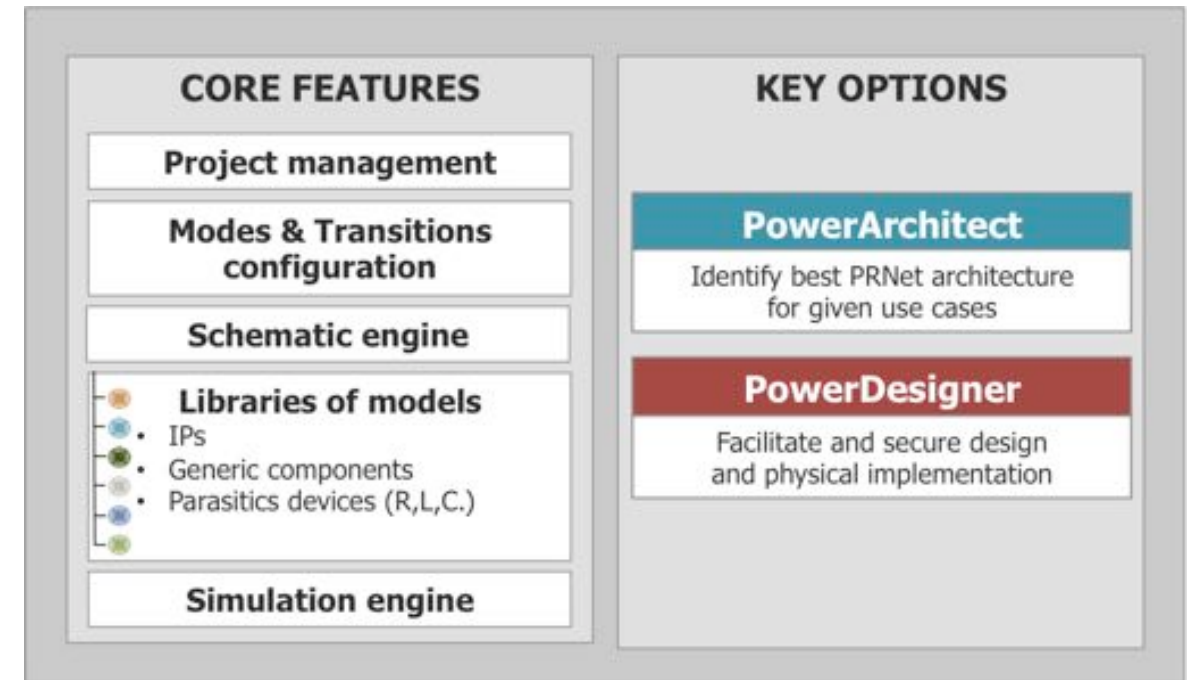 CORE FEATURES
Project management
Modes & Transitions
configuration
Schematic engine
Libraries of models
• IPs
• Generic components
• Parasitics devices (R,L,C.)
Simulation engine
KEY OPTIONS
PowerArchitect
Identify best PRNet architecture
for given use cases
PowerDesigner
Facilitate and secure design
and physical implementation